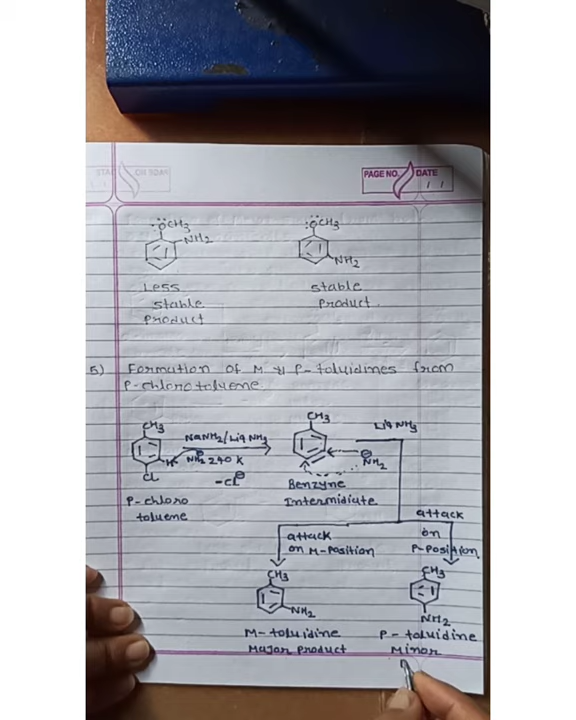 PAGE NO.
DATE
/ /
ÖCH3
NH2
Less
stable
product
ÖCH3
NH2
stable
product.
5) Formation of M & P-toluidines from
P-chlorotoluene.
CH3
H
Cl
P-chloro
toluene
NaNH2/Liq NH3
NH2 240 K
-Cl⊖
CH3
⊖
NH2
Benzyne
Intermidiate
Liq NH3
attack
on M-position
attack
on
P-position
CH3
NH2
M-toluidine
Major product
CH3
NH2
P-toluidine
Minor